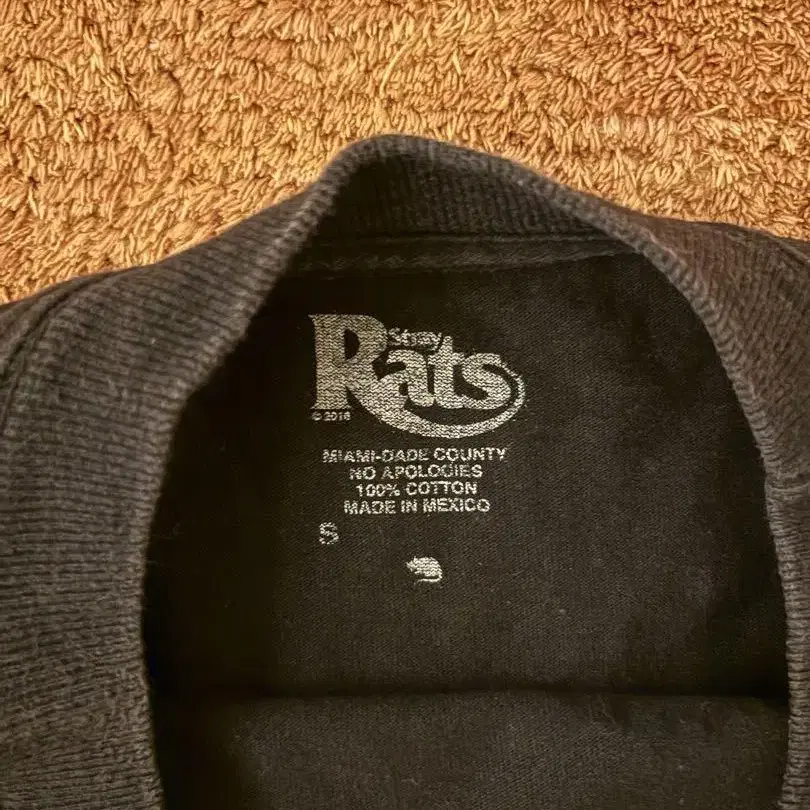 Stray
Rats
© 2016
MIAMI-DADE COUNTY
NO APOLOGIES
100% COTTON
MADE IN MEXICO
S